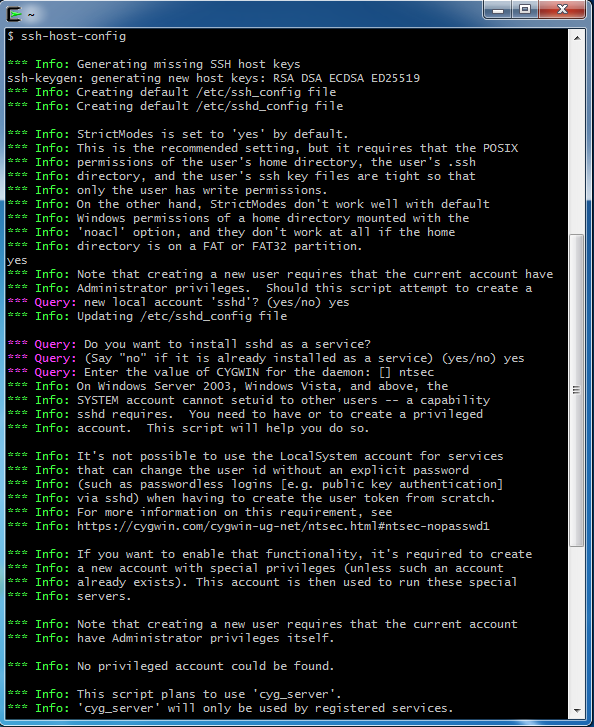 ~
$ ssh-host-config
*** Info: Generating missing SSH host keys
ssh-keygen: generating new host keys: RSA DSA ECDSA ED25519
*** Info: Creating default /etc/ssh_config file
*** Info: Creating default /etc/sshd_config file
*** Info: StrictModes is set to 'yes' by default.
*** Info: This is the recommended setting, but it requires that the POSIX
*** Info: permissions of the user's home directory, the user's .ssh
*** Info: directory, and the user's ssh key files are tight so that
*** Info: only the user has write permissions.
*** Info: On the other hand, StrictModes don't work well with default
*** Info: Windows permissions of a home directory mounted with the
*** Info: 'noacl' option, and they don't work at all if the home
*** Info: directory is on a FAT or FAT32 partition.
yes
*** Info: Note that creating a new user requires that the current account have
*** Info: Administrator privileges.  Should this script attempt to create a
*** Query: new local account 'sshd'? (yes/no) yes
*** Info: Updating /etc/sshd_config file
*** Query: Do you want to install sshd as a service?
*** Query: (Say "no" if it is already installed as a service) (yes/no) yes
*** Query: Enter the value of CYGWIN for the daemon: [] ntsec
*** Info: On Windows Server 2003, Windows Vista, and above, the
*** Info: SYSTEM account cannot setuid to other users -- a capability
*** Info: sshd requires.  You need to have or to create a privileged
*** Info: account.  This script will help you do so.
*** Info: It's not possible to use the LocalSystem account for services
*** Info: that can change the user id without an explicit password
*** Info: (such as passwordless logins [e.g. public key authentication]
*** Info: via sshd) when having to create the user token from scratch.
*** Info: For more information on this requirement, see
*** Info: https://cygwin.com/cygwin-ug-net/ntsec.html#ntsec-nopasswd1
*** Info: If you want to enable that functionality, it's required to create
*** Info: a new account with special privileges (unless such an account
*** Info: already exists). This account is then used to run these special
*** Info: servers.
*** Info: Note that creating a new user requires that the current account
*** Info: have Administrator privileges itself.
*** Info: No privileged account could be found.
*** Info: This script plans to use 'cyg_server'.
*** Info: 'cyg_server' will only be used by registered services.